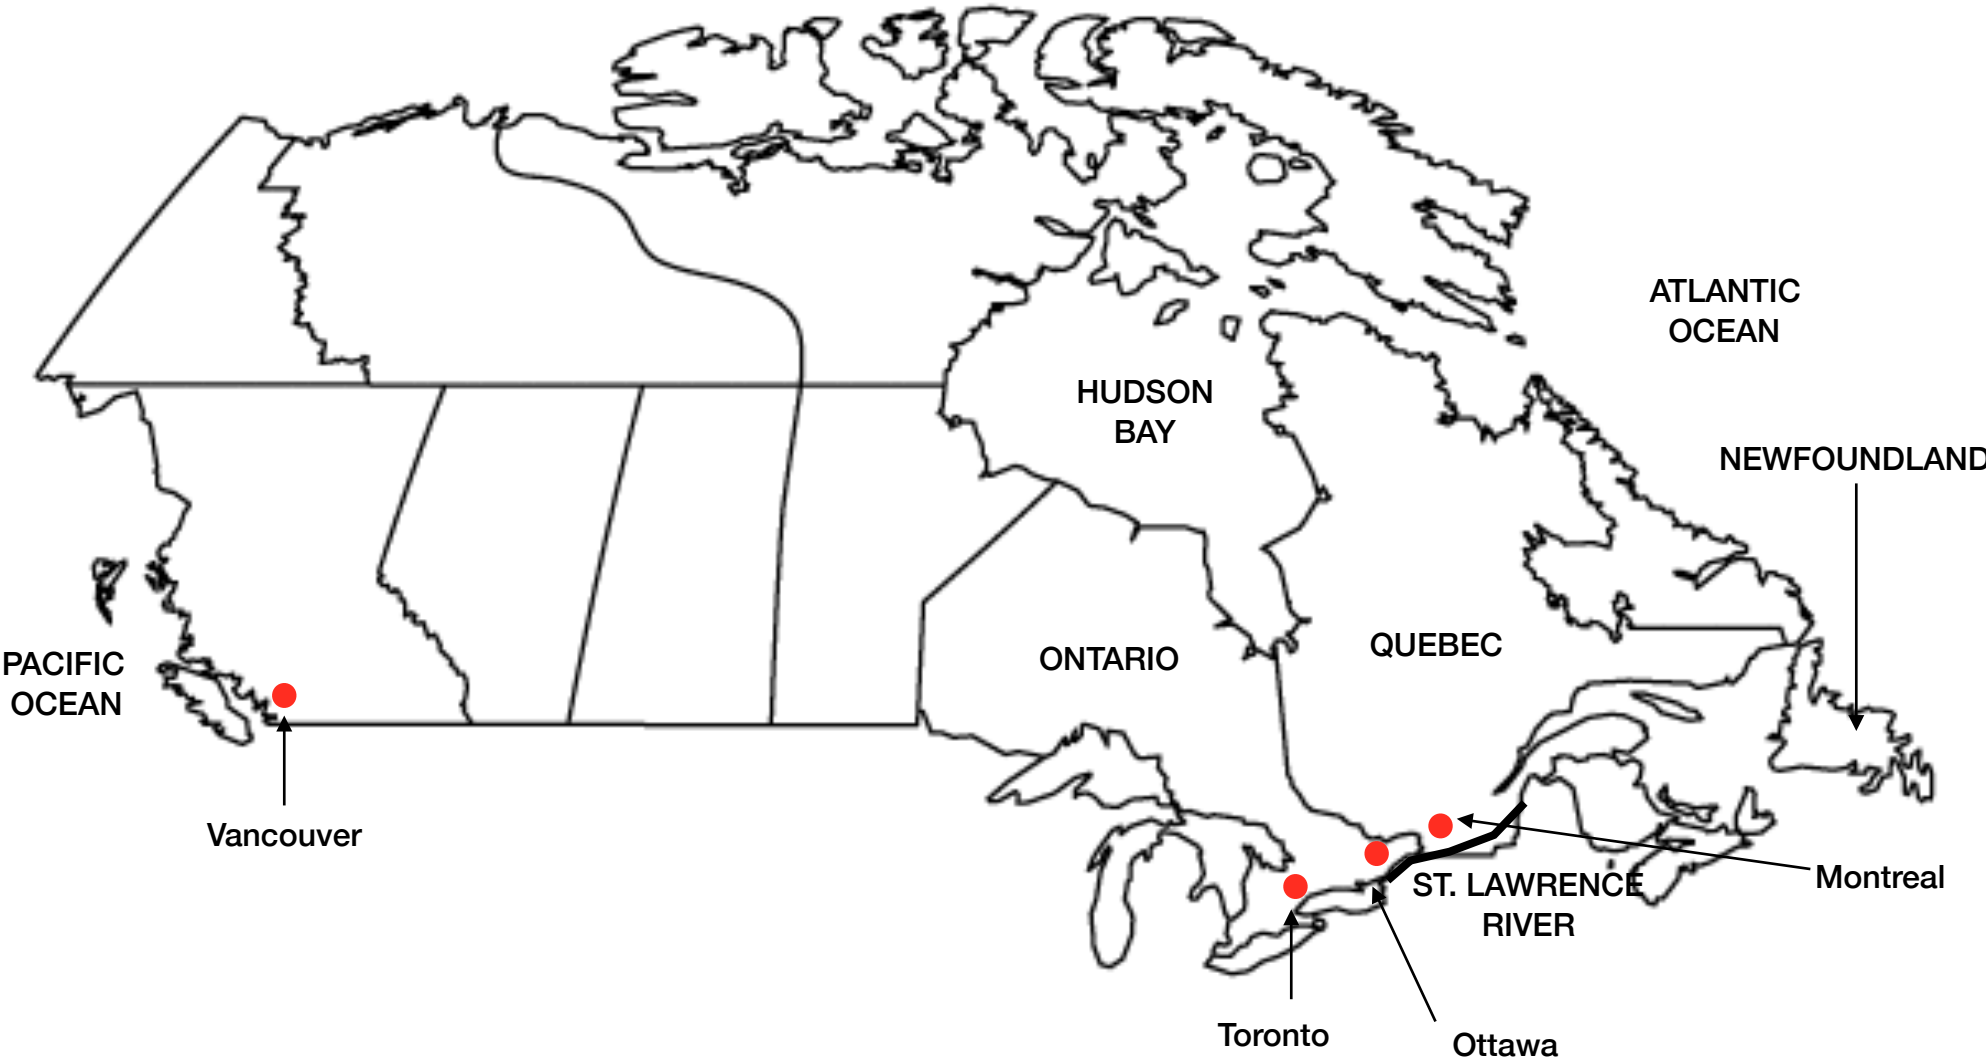 ATLANTIC
OCEAN
HUDSON
BAY
NEWFOUNDLAND
ONTARIO
QUEBEC
PACIFIC
OCEAN
Vancouver
ST. LAWRENCE
RIVER
Montreal
Toronto
Ottawa